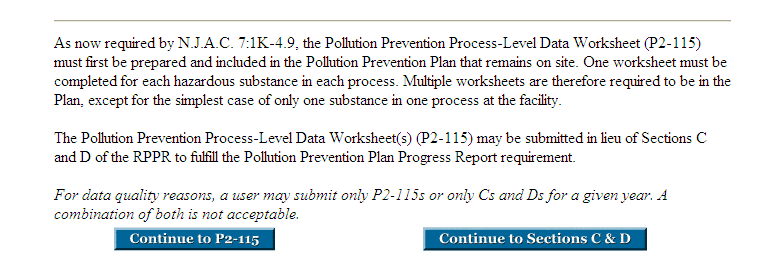 As now required by N.J.A.C. 7:1K-4.9, the Pollution Prevention Process-Level Data Worksheet (P2-115)
must first be prepared and included in the Pollution Prevention Plan that remains on site. One worksheet must be
completed for each hazardous substance in each process. Multiple worksheets are therefore required to be in the
Plan, except for the simplest case of only one substance in one process at the facility.
The Pollution Prevention Process-Level Data Worksheet(s) (P2-115) may be submitted in lieu of Sections C
and D of the RPPR to fulfill the Pollution Prevention Plan Progress Report requirement.
For data quality reasons, a user may submit only P2-115s or only Cs and Ds for a given year. A
combination of both is not acceptable.
Continue to P2-115
Continue to Sections C & D